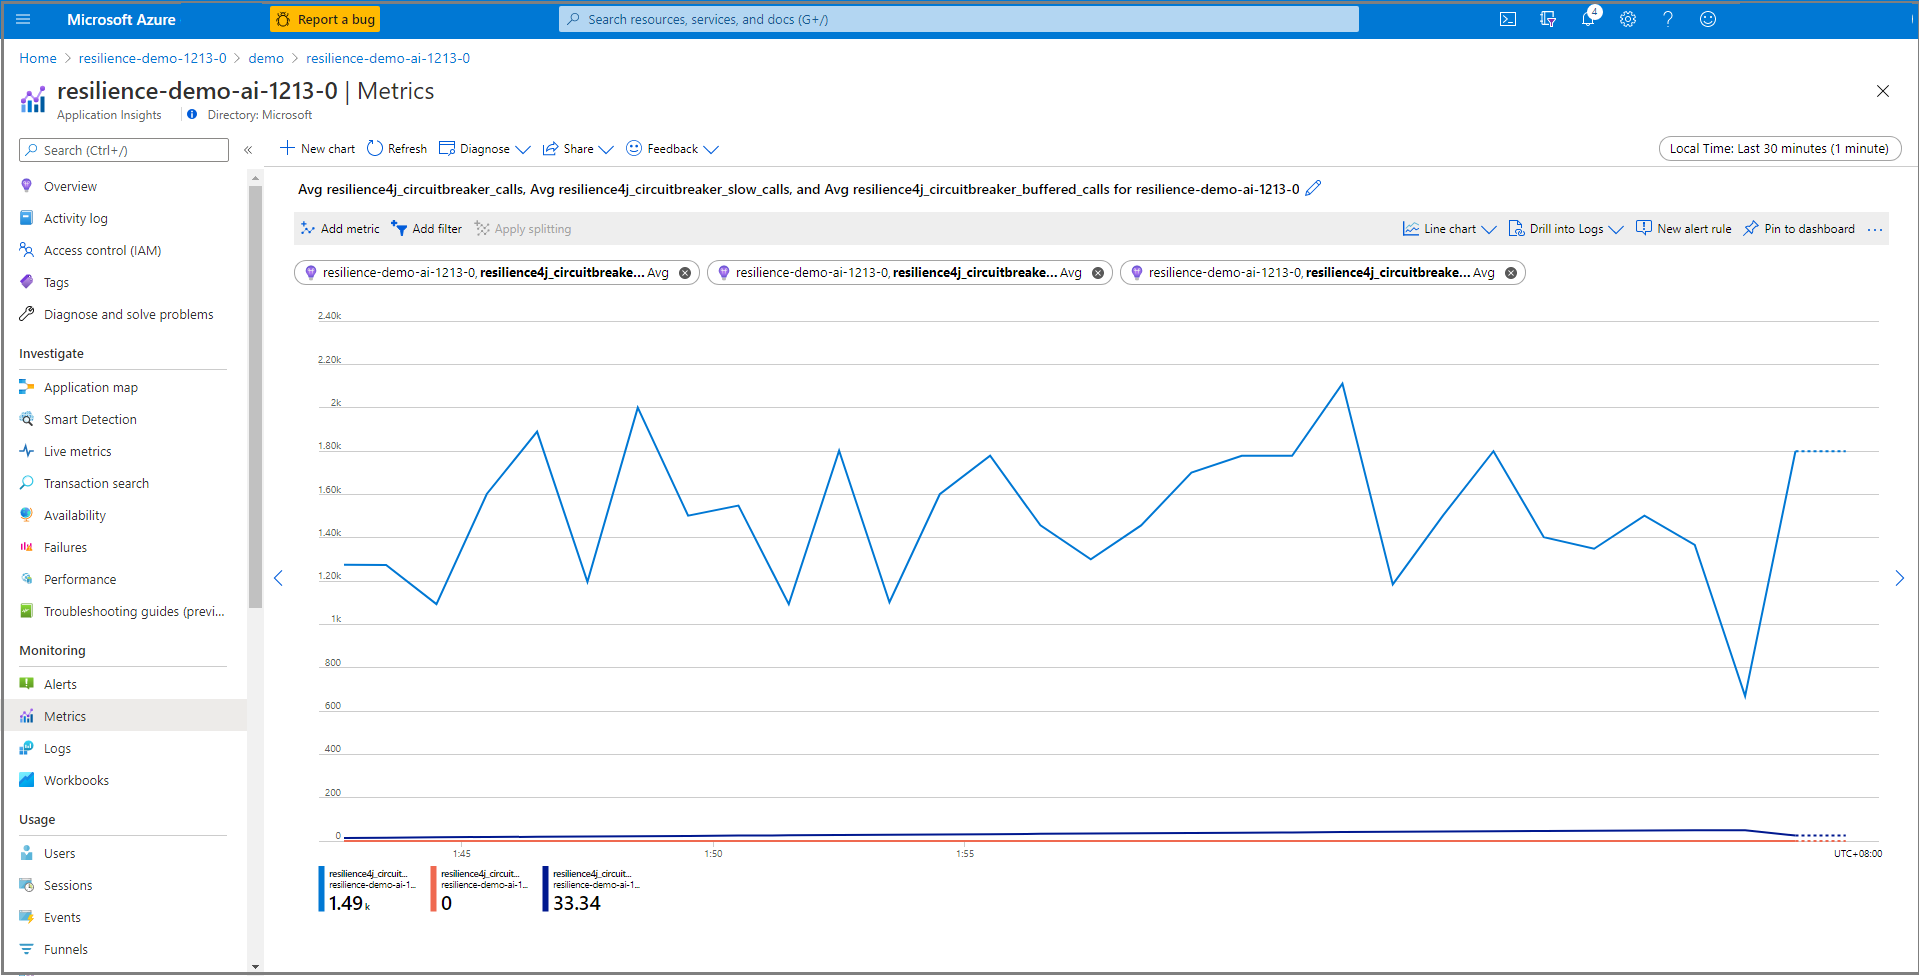 Microsoft Azure
Report a bug
Search resources, services, and docs (G+/)
4
Home > resilience-demo-1213-0 > demo > resilience-demo-ai-1213-0
resilience-demo-ai-1213-0 | Metrics
Application Insights
Directory: Microsoft
Search (Ctrl+/)
«
Overview
Activity log
Access control (IAM)
Tags
Diagnose and solve problems
Investigate
Application map
Smart Detection
Live metrics
Transaction search
Availability
Failures
Performance
Troubleshooting guides (previ...
Monitoring
Alerts
Metrics
Logs
Workbooks
Usage
Users
Sessions
Events
Funnels
New chart
Refresh
Diagnose
Share
Feedback
Local Time: Last 30 minutes (1 minute)
Avg resilience4j_circuitbreaker_calls, Avg resilience4j_circuitbreaker_slow_calls, and Avg resilience4j_circuitbreaker_buffered_calls for resilience-demo-ai-1213-0
Add metric
Add filter
Apply splitting
Line chart
Drill into Logs
New alert rule
Pin to dashboard
...
resilience-demo-ai-1213-0, resilience4j_circuitbreake... Avg
resilience-demo-ai-1213-0, resilience4j_circuitbreake... Avg
resilience-demo-ai-1213-0, resilience4j_circuitbreake... Avg
2.40k
2.20k
2k
1.80k
1.60k
1.40k
1.20k
1k
800
600
400
200
0
1:45
1:50
1:55
UTC+08:00
resilience4j_circuit...
resilience-demo-ai-1...
1.49 k
resilience4j_circuit...
resilience-demo-ai-1...
0
resilience4j_circuit...
resilience-demo-ai-1...
33.34